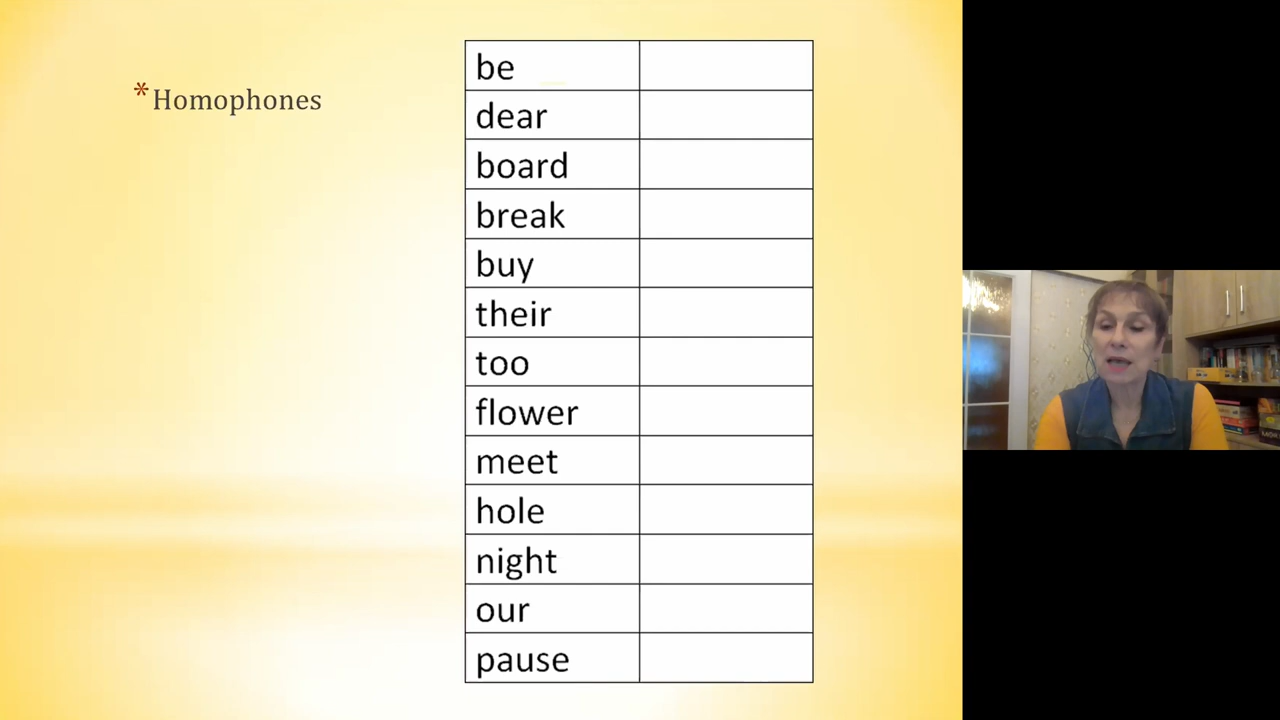 * Homophones
be
dear
board
break
buy
their
too
flower
meet
hole
night
our
pause